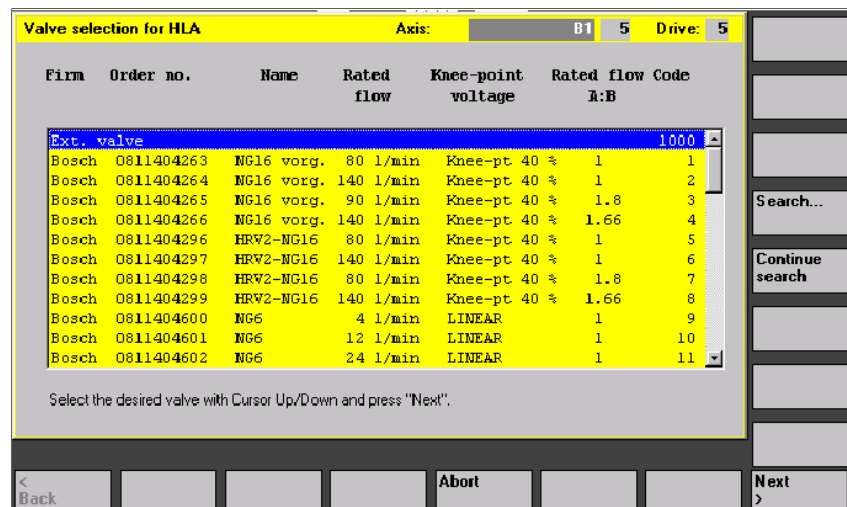 Valve selection for HLA Axis: B1 5 Drive: 5
Firm Order no. Name Rated Knee-point Rated flow Code
flow voltage A:B
Ext. valve 1000
Bosch 0811404263 NG16 vorg. 80 l/min Knee-pt 40 % 1 1
Bosch 0811404264 NG16 vorg. 140 l/min Knee-pt 40 % 1 2
Bosch 0811404265 NG16 vorg. 90 l/min Knee-pt 40 % 1.8 3
Bosch 0811404266 NG16 vorg. 140 l/min Knee-pt 40 % 1.66 4
Bosch 0811404296 HRV2-NG16 80 l/min Knee-pt 40 % 1 5
Bosch 0811404297 HRV2-NG16 140 l/min Knee-pt 40 % 1 6
Bosch 0811404298 HRV2-NG16 80 l/min Knee-pt 40 % 1.8 7
Bosch 0811404299 HRV2-NG16 140 l/min Knee-pt 40 % 1.66 8
Bosch 0811404600 NG6 4 l/min LINEAR 1 9
Bosch 0811404601 NG6 12 l/min LINEAR 1 10
Bosch 0811404602 NG6 24 l/min LINEAR 1 11
Select the desired valve with Cursor Up/Down and press "Next".
Search...
Continue
search
<
Back
Abort
Next
>